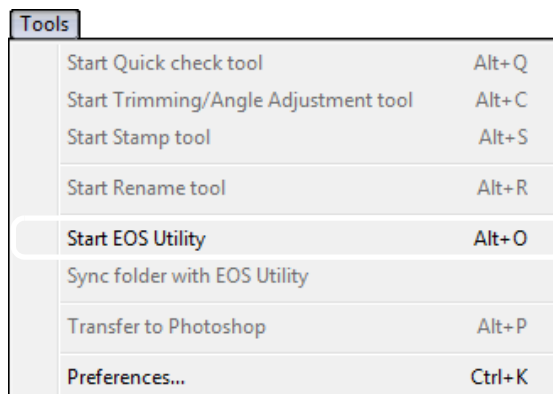 Tools
Start Quick check tool Alt+Q
Start Trimming/Angle Adjustment tool Alt+C
Start Stamp tool Alt+S
Start Rename tool Alt+R
Start EOS Utility Alt+O
Sync folder with EOS Utility
Transfer to Photoshop Alt+P
Preferences... Ctrl+K